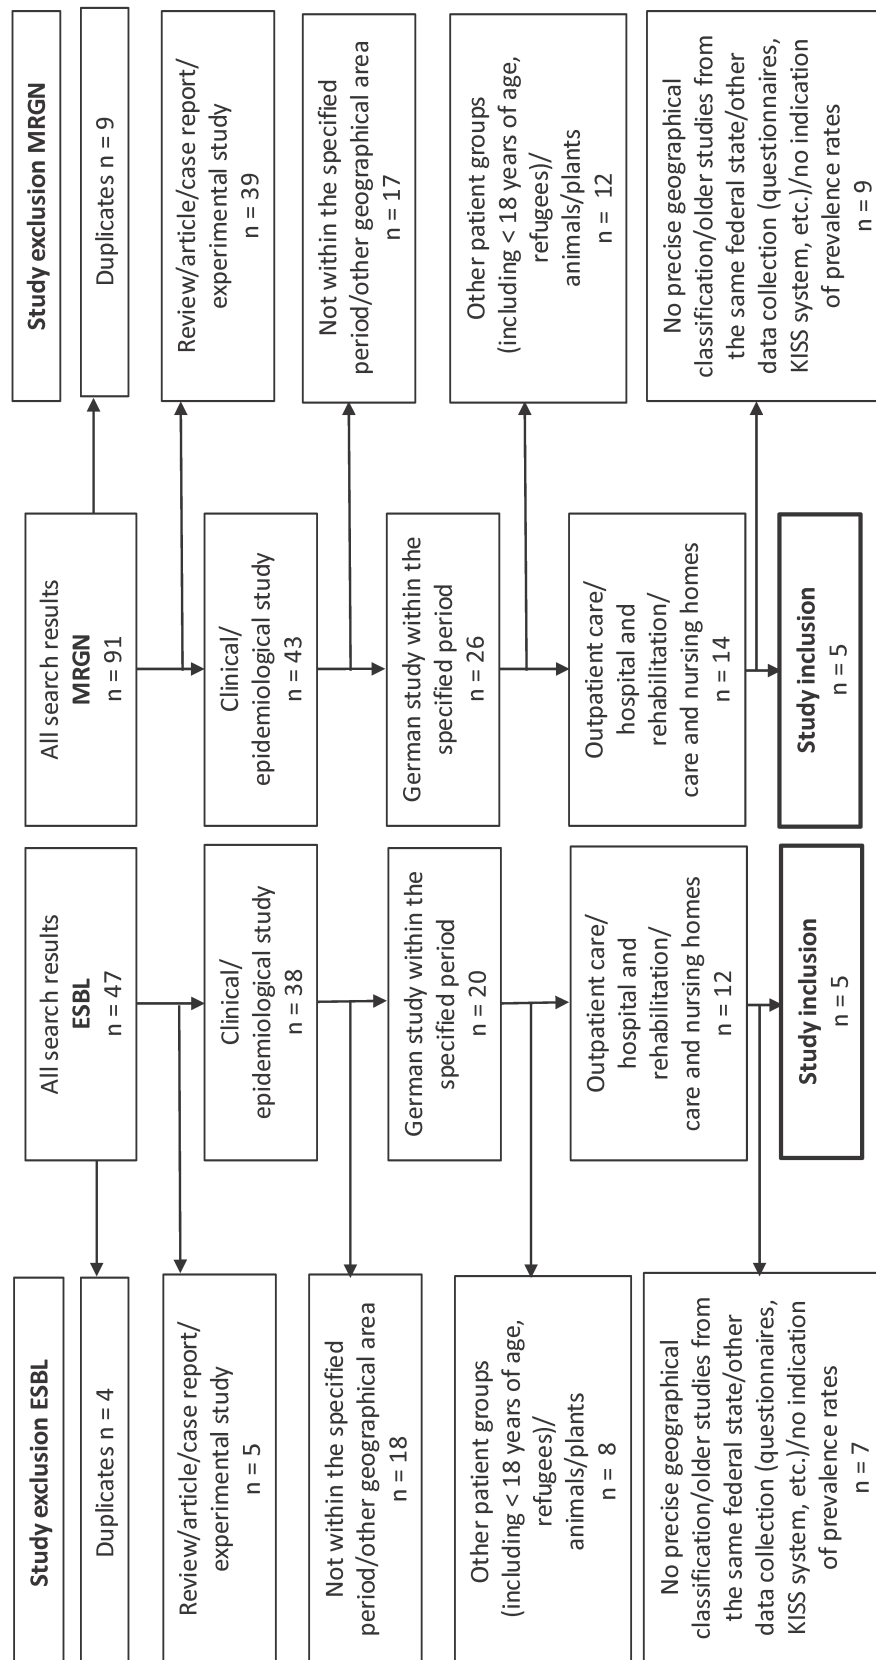 Study exclusion ESBL
Duplicates n = 4
Review/article/case report/
experimental study
n = 5
Not within the specified
period/other geographical area
n = 18
Other patient groups
(including < 18 years of age,
refugees)/
animals/plants
n = 8
No precise geographical
classification/older studies from
the same federal state/other
data collection (questionnaires,
KISS system, etc.)/no indication
of prevalence rates
n = 7
All search results
ESBL
n = 47
Clinical/
epidemiological study
n = 38
German study within the
specified period
n = 20
Outpatient care/
hospital and
rehabilitation/
care and nursing homes
n = 12
Study inclusion
n = 5
All search results
MRGN
n = 91
Clinical/
epidemiological study
n = 43
German study within the
specified period
n = 26
Outpatient care/
hospital and
rehabilitation/
care and nursing homes
n = 14
Study inclusion
n = 5
Study exclusion MRGN
Duplicates n = 9
Review/article/case report/
experimental study
n = 39
Not within the specified
period/other geographical area
n = 17
Other patient groups
(including < 18 years of age,
refugees)/
animals/plants
n = 12
No precise geographical
classification/older studies from
the same federal state/other
data collection (questionnaires,
KISS system, etc.)/no indication
of prevalence rates
n = 9